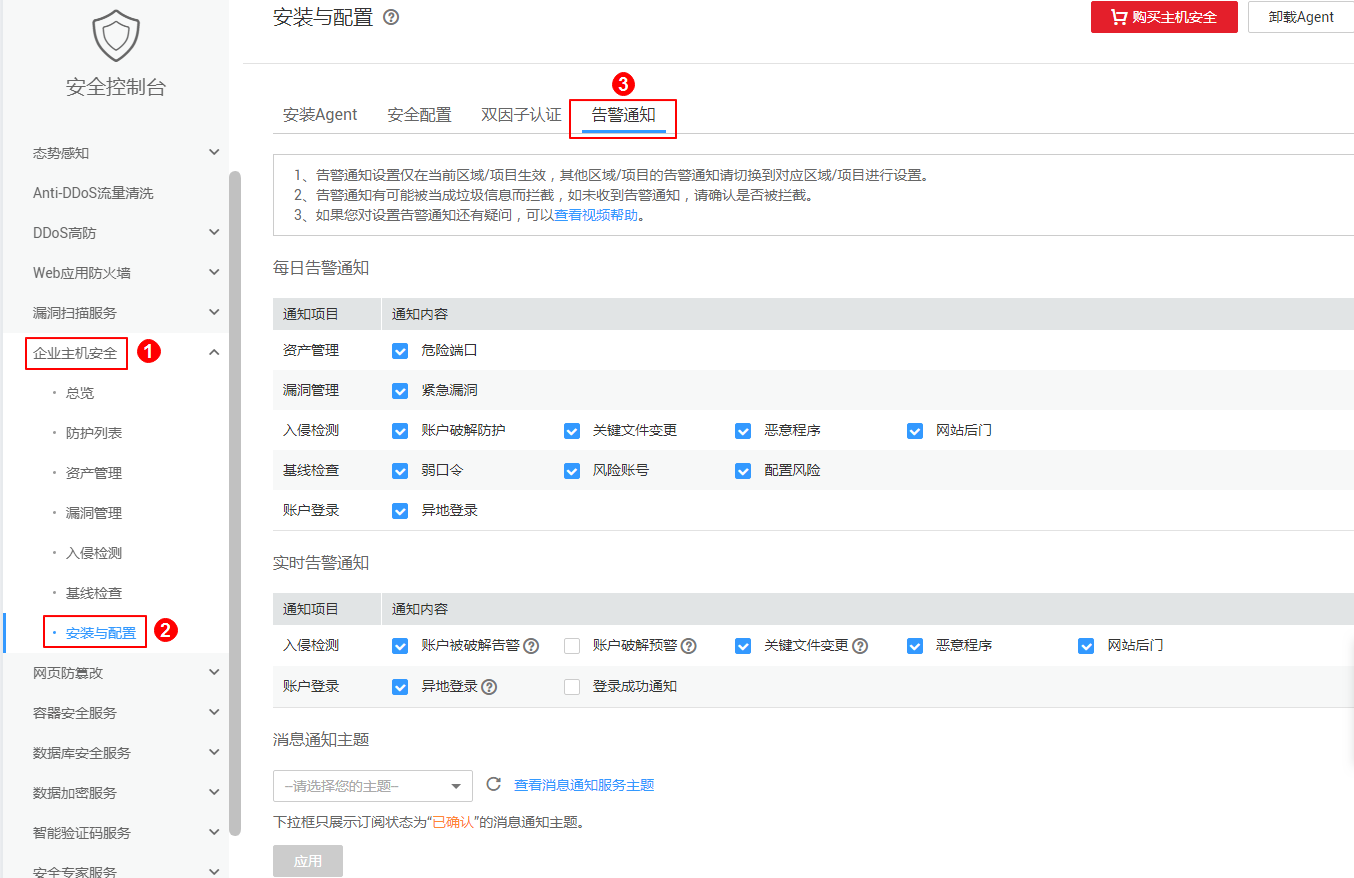 安全控制台
态势感知
Anti-DDoS流量清洗
DDoS高防
Web应用防火墙
漏洞扫描服务
企业主机安全
1
· 总览
· 防护列表
· 资产管理
· 漏洞管理
· 入侵检测
· 基线检查
· 安装与配置
2
网页防篡改
容器安全服务
数据库安全服务
数据加密服务
智能验证码服务
安全专家服务
安装与配置 ?
购买主机安全 卸载Agent
3
安装Agent 安全配置 双因子认证 告警通知
1、告警通知设置仅在当前区域/项目生效，其他区域/项目的告警通知请切换到对应区域/项目进行设置。
2、告警通知有可能被当成垃圾信息而拦截，如未收到告警通知，请确认是否被拦截。
3、如果您对设置告警通知还有疑问，可以查看视频帮助。
每日告警通知
通知项目 通知内容
资产管理 危险端口
漏洞管理 紧急漏洞
入侵检测 账户破解防护 关键文件变更 恶意程序 网站后门
基线检查 弱口令 风险账号 配置风险
账户登录 异地登录
实时告警通知
通知项目 通知内容
入侵检测 账户被破解告警 ? 账户破解预警 ? 关键文件变更 ? 恶意程序 网站后门
账户登录 异地登录 ? 登录成功通知
消息通知主题
--请选择您的主题-- 查看消息通知服务主题
下拉框只展示订阅状态为“已确认”的消息通知主题。
应用